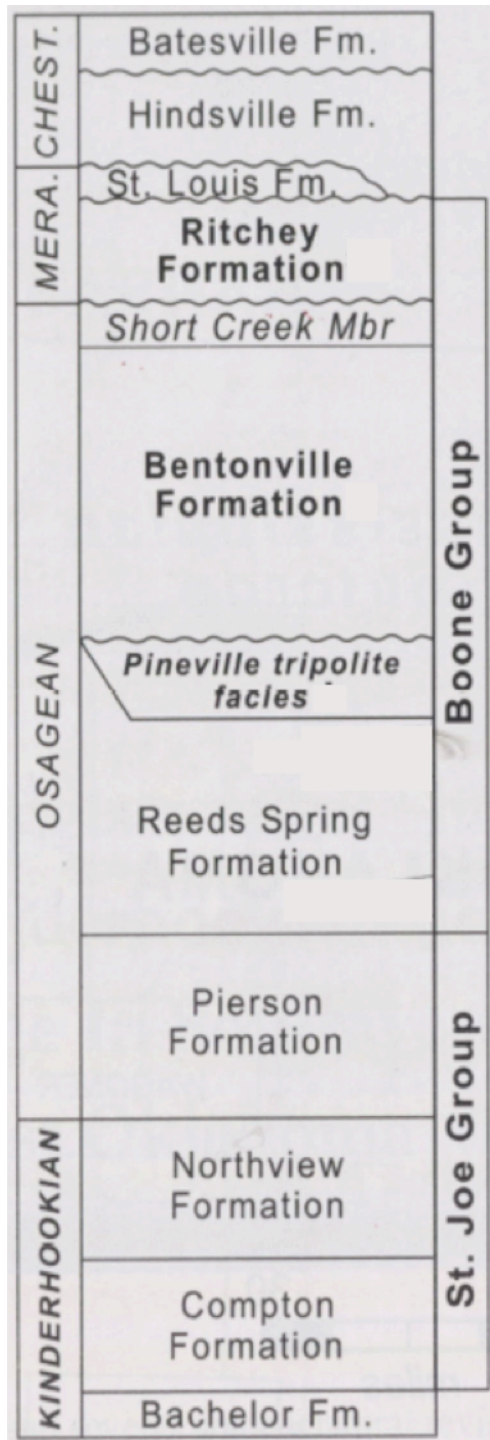 CHEST.
Batesville Fm.
Hindsville Fm.
MERA.
St. Louis Fm.
Ritchey
Formation
OSAGEAN
Short Creek Mbr
Bentonville
Formation
Pineville tripolite
facies
Reeds Spring
Formation
Boone Group
Pierson
Formation
KINDERHOOKIAN
Northview
Formation
Compton
Formation
St. Joe Group
Bachelor Fm.